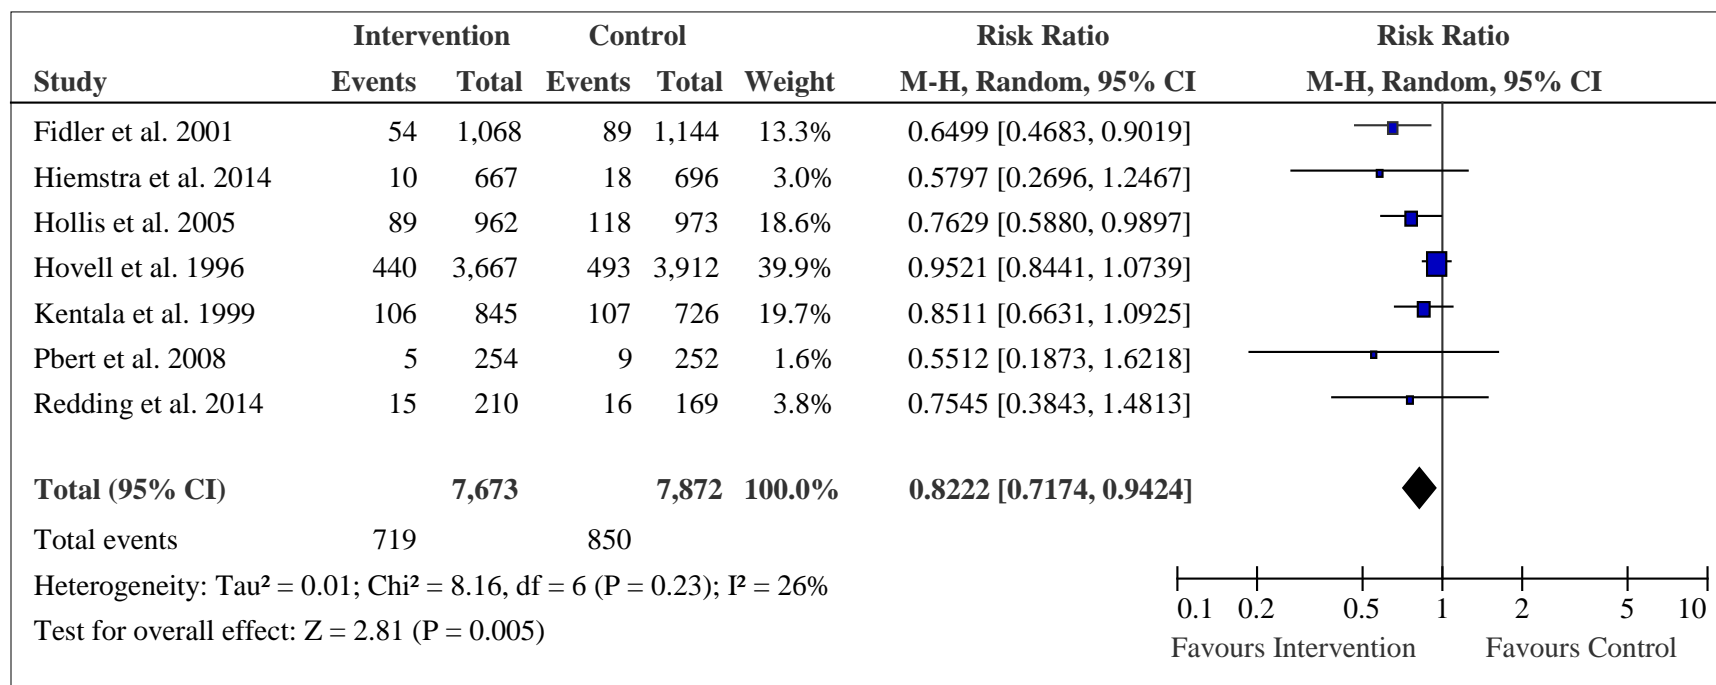 Intervention Control Risk Ratio Risk Ratio
Study Events Total Events Total Weight M-H, Random, 95% CI M-H, Random, 95% CI
Fidler et al. 2001 54 1,068 89 1,144 13.3% 0.6499 [0.4683, 0.9019]
Hiemstra et al. 2014 10 667 18 696 3.0% 0.5797 [0.2696, 1.2467]
Hollis et al. 2005 89 962 118 973 18.6% 0.7629 [0.5880, 0.9897]
Hovell et al. 1996 440 3,667 493 3,912 39.9% 0.9521 [0.8441, 1.0739]
Kentala et al. 1999 106 845 107 726 19.7% 0.8511 [0.6631, 1.0925]
Pbert et al. 2008 5 254 9 252 1.6% 0.5512 [0.1873, 1.6218]
Redding et al. 2014 15 210 16 169 3.8% 0.7545 [0.3843, 1.4813]
Total (95% CI) 7,673 7,872 100.0% 0.8222 [0.7174, 0.9424]
Total events 719 850
Heterogeneity: Tau² = 0.01; Chi² = 8.16, df = 6 (P = 0.23); I² = 26%
Test for overall effect: Z = 2.81 (P = 0.005)
0.1 0.2 0.5 1 2 5 10
Favours Intervention Favours Control